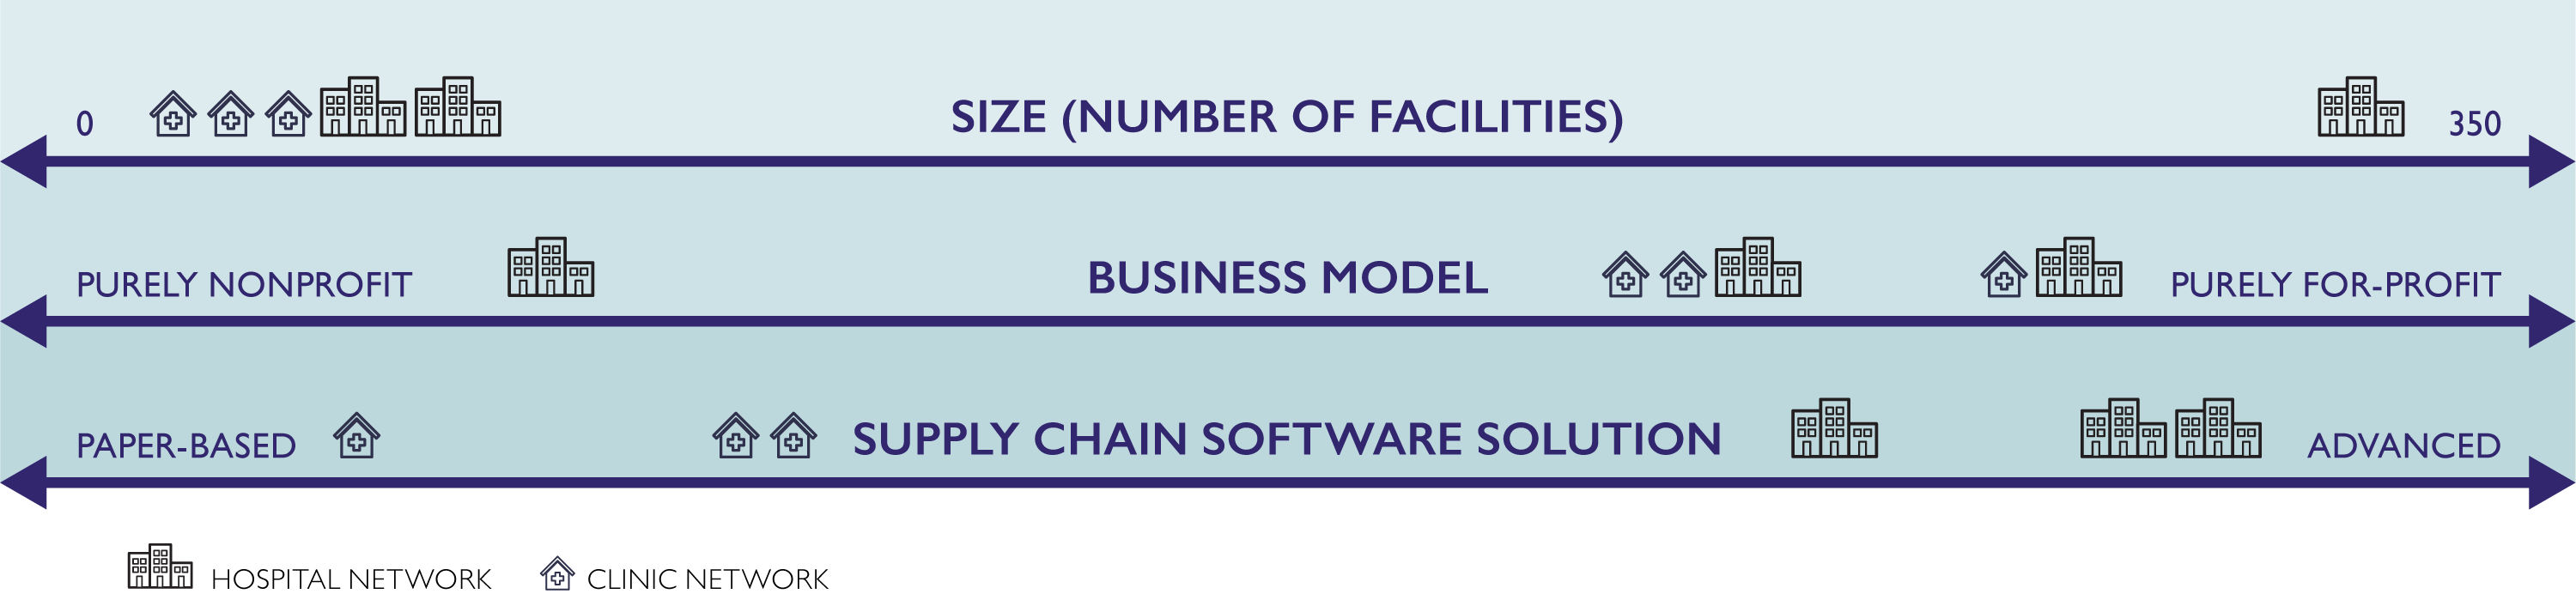 0
SIZE (NUMBER OF FACILITIES)
350
PURELY NONPROFIT
BUSINESS MODEL
PURELY FOR-PROFIT
PAPER-BASED
SUPPLY CHAIN SOFTWARE SOLUTION
ADVANCED
HOSPITAL NETWORK
CLINIC NETWORK